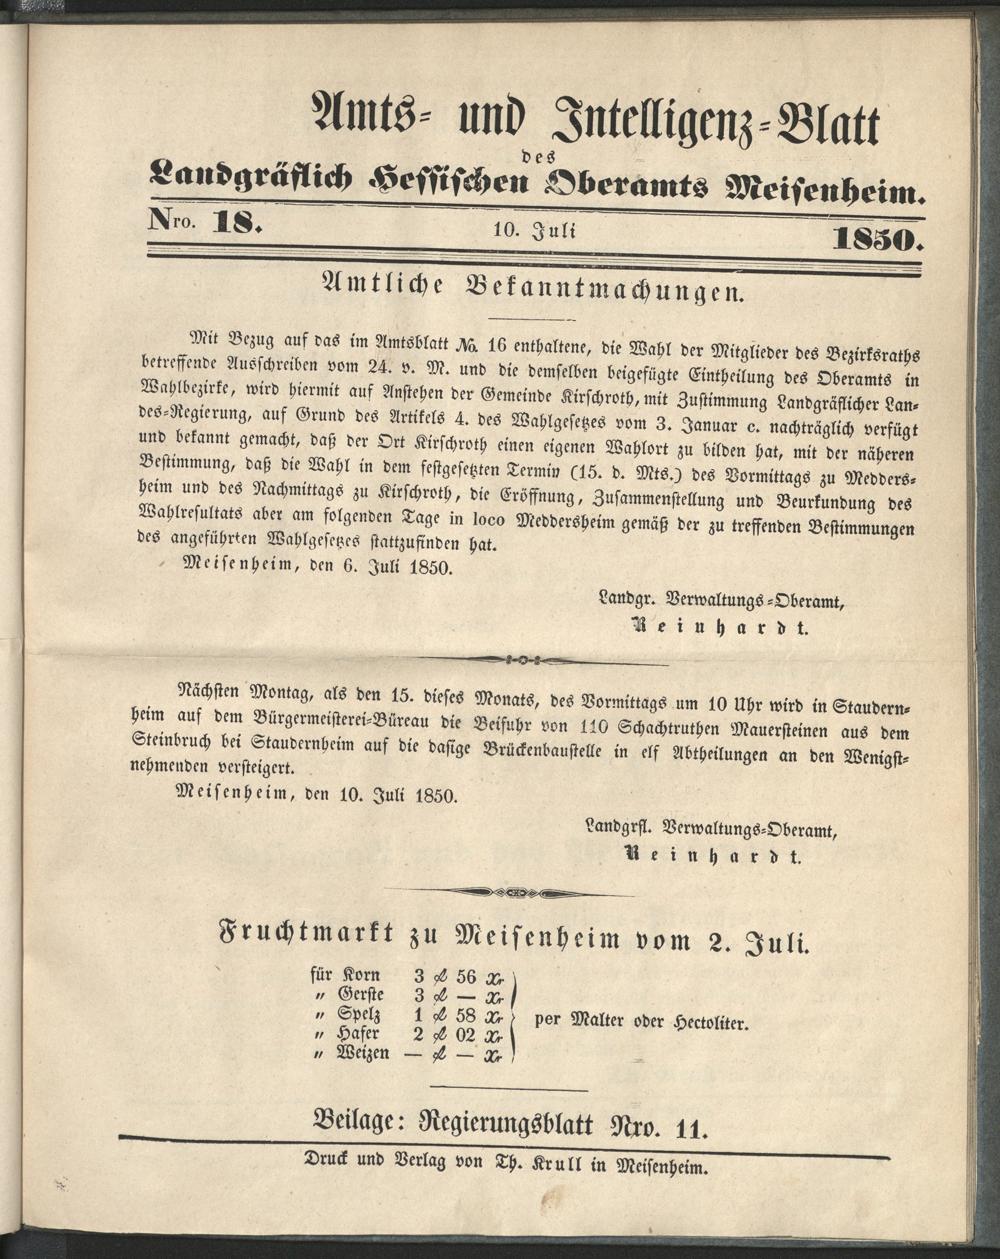 Amts- und Intelligenz-Blatt
des
Landgräflich Hessischen Oberamts Meisenheim.
Nro. 18. 10. Juli 1850.
Amtliche Bekanntmachungen.
Mit Bezug auf das im Amtsblatt No. 16 enthaltene, die Wahl der Mitglieder des Bezirksraths
betreffende Ausschreiben vom 24. v. M. und die demselben beigefügte Eintheilung des Oberamts in
Wahlbezirke, wird hiermit auf Anstehen der Gemeinde Kirschroth, mit Zustimmung Landgräflicher Lan-
des-Regierung, auf Grund des Artikels 4. des Wahlgesetzes vom 3. Januar c. nachträglich verfügt
und bekannt gemacht, daß der Ort Kirschroth einen eigenen Wahlort zu bilden hat, mit der näheren
Bestimmung, daß die Wahl in dem festgesetzten Termin (15. d. Mts.) des Vormittags zu Medders-
heim und des Nachmittags zu Kirschroth, die Eröffnung, Zusammenstellung und Beurkundung des
Wahlresultats aber am folgenden Tage in loco Meddersheim gemäß der zu treffenden Bestimmungen
des angeführten Wahlgesetzes stattzufinden hat.
Meisenheim, den 6. Juli 1850.
Landgr. Verwaltungs-Oberamt,
Reinhardt.
Nächsten Montag, als den 15. dieses Monats, des Vormittags um 10 Uhr wird in Staudern-
heim auf dem Bürgermeisterei-Büreau die Beifuhr von 110 Schachtruthen Mauersteinen aus dem
Steinbruch bei Staudernheim auf die dasige Brückenbaustelle in elf Abtheilungen an den Wenigst-
nehmenden versteigert.
Meisenheim, den 10. Juli 1850.
Landgrfl. Verwaltungs-Oberamt,
Reinhardt.
Fruchtmarkt zu Meisenheim vom 2. Juli.
für Korn 3 fl 56 Xr
„ Gerste 3 fl — Xr
„ Spelz 1 fl 58 Xr per Malter oder Hectoliter.
„ Hafer 2 fl 02 Xr
„ Weizen — fl — Xr
Beilage: Regierungsblatt Nro. 11.
Druck und Verlag von Th. Krull in Meisenheim.